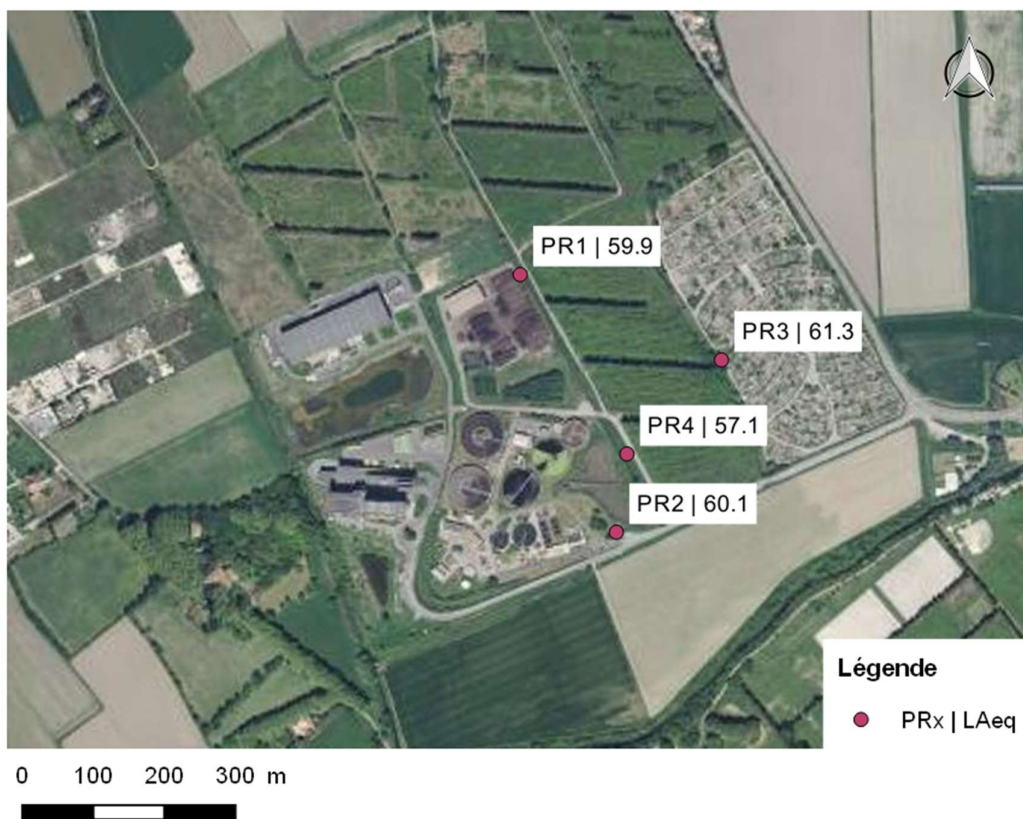 PR1 | 59.9
PR3 | 61.3
PR4 | 57.1
PR2 | 60.1
Légende
PRx | LAeq
0 100 200 300 m